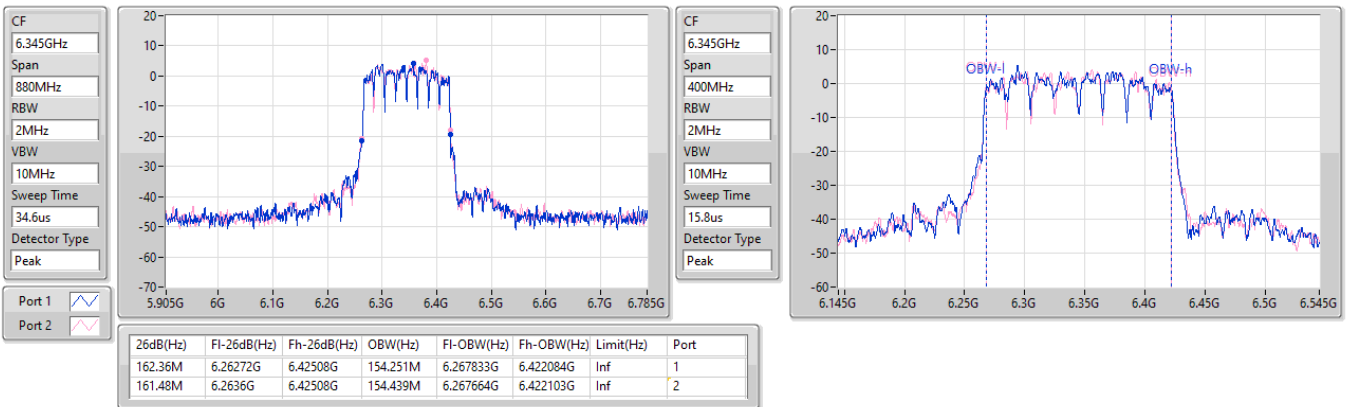 CF
6.345GHz
Span
880MHz
RBW
2MHz
VBW
10MHz
Sweep Time
34.6us
Detector Type
Peak
Port 1
Port 2
20
10
0
-10
-20
-30
-40
-50
-60
-70
5.905G 6G 6.1G 6.2G 6.3G 6.4G 6.5G 6.6G 6.7G 6.785G
CF
6.345GHz
Span
400MHz
RBW
2MHz
VBW
10MHz
Sweep Time
15.8us
Detector Type
Peak
20
10
0
-10
-20
-30
-40
-50
-60
OBW-l OBW-h
6.145G 6.2G 6.25G 6.3G 6.35G 6.4G 6.45G 6.5G 6.545G
26dB(Hz) Fl-26dB(Hz) Fh-26dB(Hz) OBW(Hz) Fl-OBW(Hz) Fh-OBW(Hz) Limit(Hz) Port
162.36M 6.26272G 6.42508G 154.251M 6.267833G 6.422084G Inf 1
161.48M 6.2636G 6.42508G 154.439M 6.267664G 6.422103G Inf 2